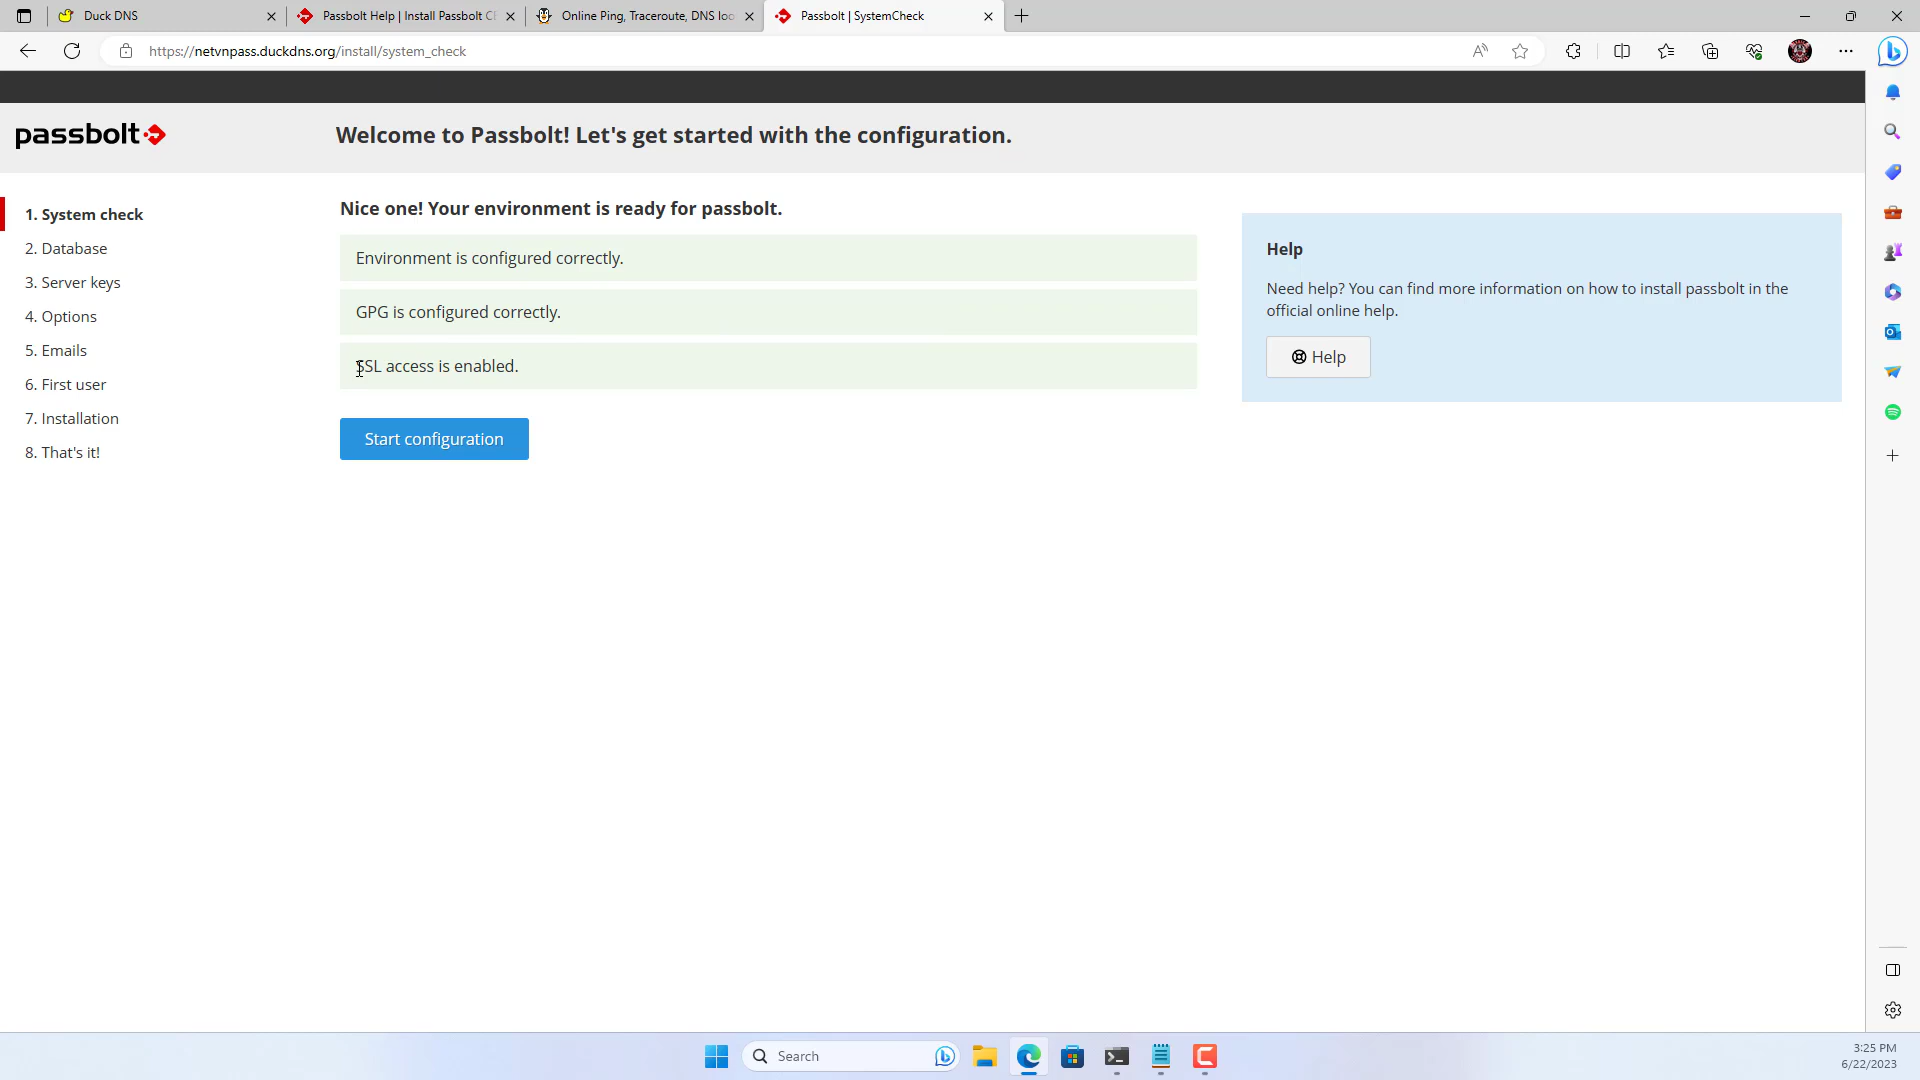 Duck DNS
Passbolt Help | Install Passbolt CE
Online Ping, Traceroute, DNS loo
Passbolt | SystemCheck
https://netvnpass.duckdns.org/install/system_check
passbolt
Welcome to Passbolt! Let's get started with the configuration.
1. System check
2. Database
3. Server keys
4. Options
5. Emails
6. First user
7. Installation
8. That's it!
Nice one! Your environment is ready for passbolt.
Environment is configured correctly.
GPG is configured correctly.
SSL access is enabled.
Start configuration
Help
Need help? You can find more information on how to install passbolt in the
official online help.
Help
Search
3:25 PM
6/22/2023